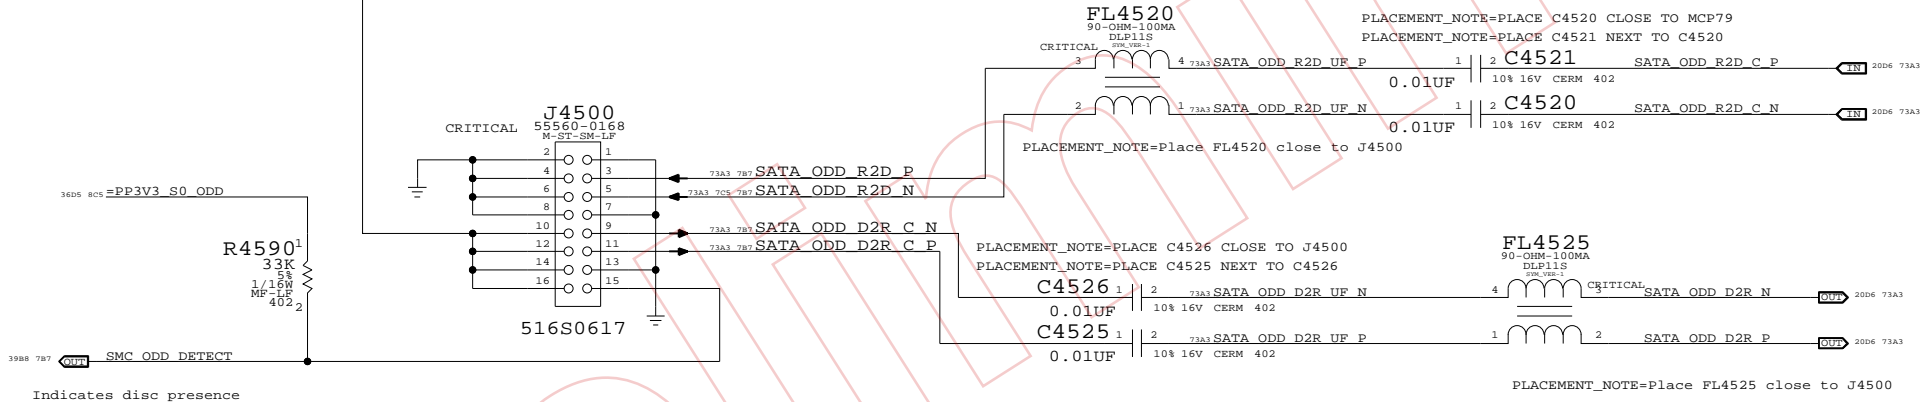 FL4520
90-OHM-100MA
DLP11S
SYM_VER-1
CRITICAL
3
4
73A3 SATA_ODD_R2D_UF_P
2
1
73A3 SATA_ODD_R2D_UF_N
PLACEMENT_NOTE=PLACE C4520 CLOSE TO MCP79
PLACEMENT_NOTE=PLACE C4521 NEXT TO C4520
1
2
C4521
0.01UF
10% 16V CERM 402
SATA_ODD_R2D_C_P
IN
20D6 73A3
1
2
C4520
0.01UF
10% 16V CERM 402
SATA_ODD_R2D_C_N
IN
20D6 73A3
PLACEMENT_NOTE=Place FL4520 close to J4500
J4500
CRITICAL
55560-0168
M-ST-SM-LF
2
1
4
3
6
5
8
7
10
9
12
11
14
13
16
15
516S0617
73A3 7B7 SATA_ODD_R2D_P
73A3 7C5 7B7 SATA_ODD_R2D_N
73A3 7B7 SATA_ODD_D2R_C_N
73A3 7B7 SATA_ODD_D2R_C_P
36D5 8C5 =PP3V3_S0_ODD
R4590
1
33K
5%
1/16W
MF-LF
402
2
39B8 7B7
OUT
SMC_ODD_DETECT
Indicates disc presence
PLACEMENT_NOTE=PLACE C4526 CLOSE TO J4500
PLACEMENT_NOTE=PLACE C4525 NEXT TO C4526
C4526
1
2
0.01UF
10% 16V CERM 402
73A3 SATA_ODD_D2R_UF_N
C4525
1
2
0.01UF
10% 16V CERM 402
73A3 SATA_ODD_D2R_UF_P
FL4525
90-OHM-100MA
DLP11S
SYM_VER-1
CRITICAL
4
3
SATA_ODD_D2R_N
OUT
20D6 73A3
1
2
SATA_ODD_D2R_P
OUT
20D6 73A3
PLACEMENT_NOTE=Place FL4525 close to J4500